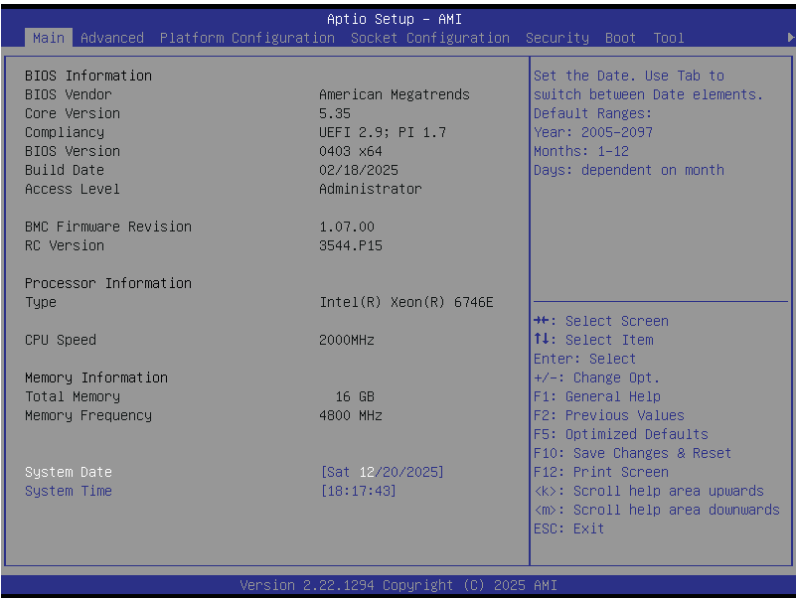 Aptio Setup – AMI
Main Advanced Platform Configuration Socket Configuration Security Boot Tool
BIOS Information
BIOS Vendor American Megatrends
Core Version 5.35
Compliancy UEFI 2.9; PI 1.7
BIOS Version 0403 x64
Build Date 02/18/2025
Access Level Administrator
BMC Firmware Revision 1.07.00
RC Version 3544.P15
Processor Information
Type Intel(R) Xeon(R) 6746E
CPU Speed 2000MHz
Memory Information
Total Memory 16 GB
Memory Frequency 4800 MHz
System Date [Sat 12/20/2025]
System Time [18:17:43]
Set the Date. Use Tab to
switch between Date elements.
Default Ranges:
Year: 2005-2097
Months: 1-12
Days: dependent on month
→←: Select Screen
↑↓: Select Item
Enter: Select
+/-: Change Opt.
F1: General Help
F2: Previous Values
F5: Optimized Defaults
F10: Save Changes & Reset
F12: Print Screen
<k>: Scroll help area upwards
<m>: Scroll help area downwards
ESC: Exit
Version 2.22.1294 Copyright (C) 2025 AMI